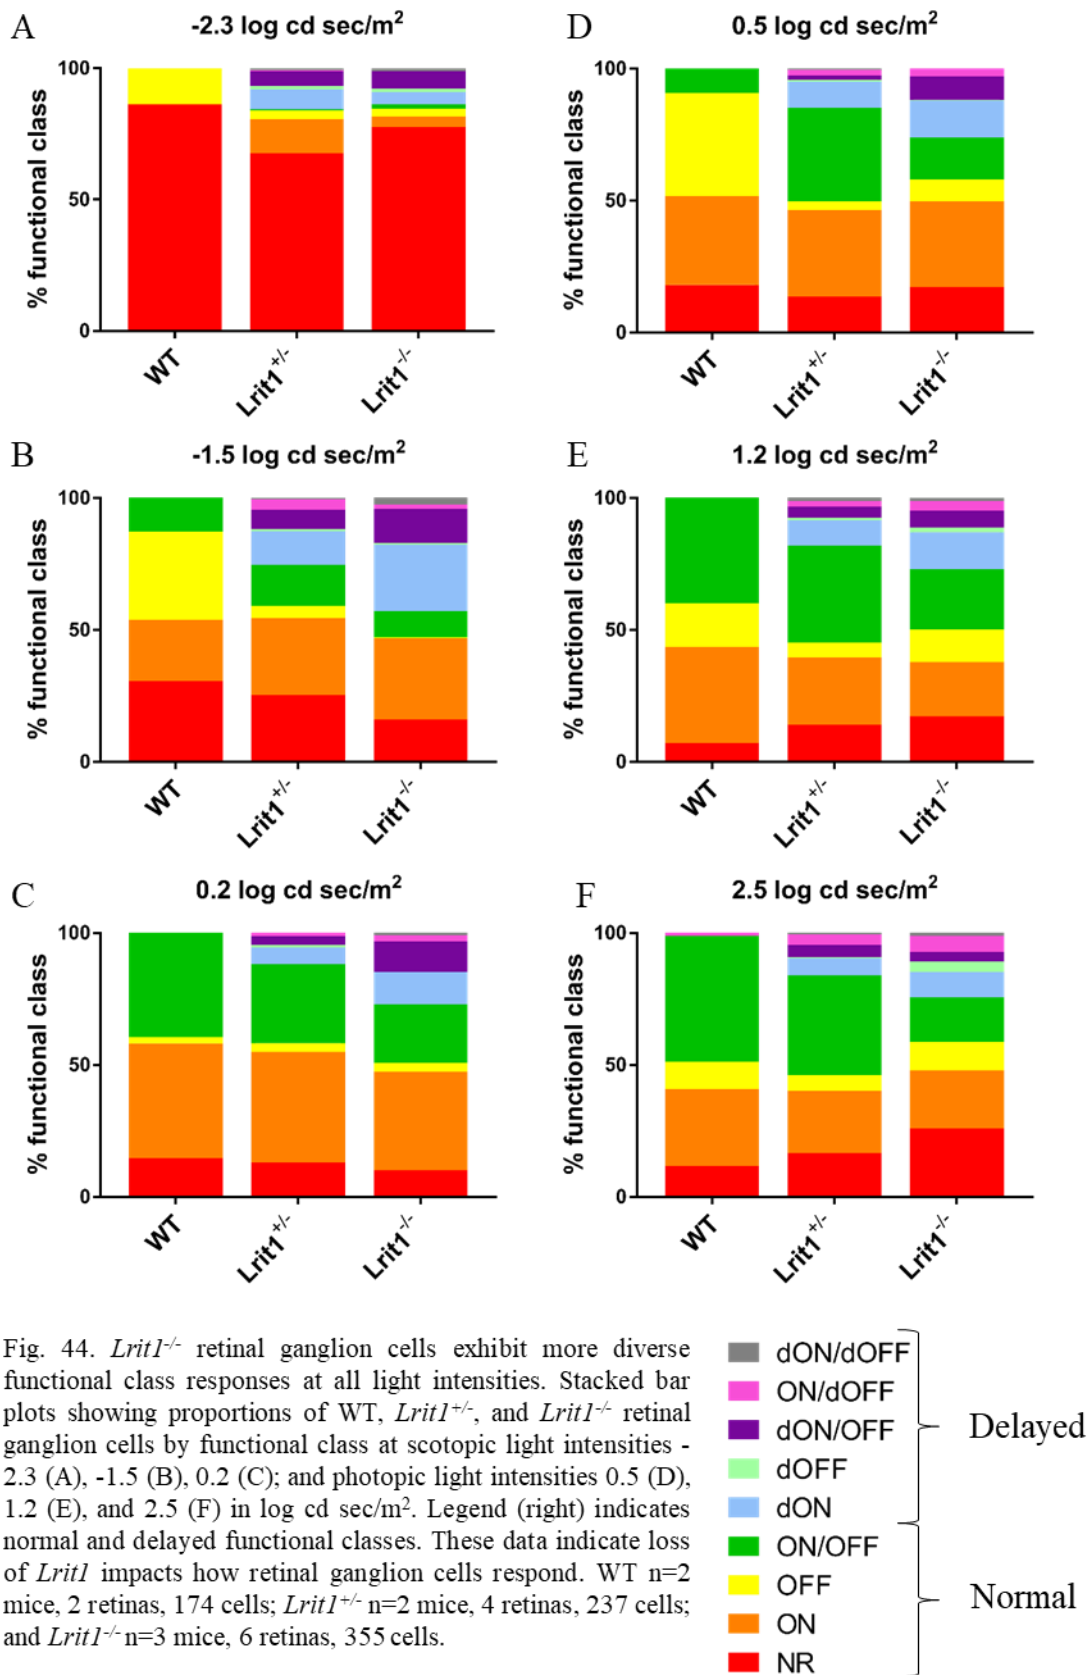 A
-2.3 log cd sec/m²
% functional class
100
50
0
WT
Lrit1+/-
Lrit1-/-
D
0.5 log cd sec/m²
% functional class
100
50
0
WT
Lrit1+/-
Lrit1-/-
B
-1.5 log cd sec/m²
% functional class
100
50
0
WT
Lrit1+/-
Lrit1-/-
E
1.2 log cd sec/m²
% functional class
100
50
0
WT
Lrit1+/-
Lrit1-/-
C
0.2 log cd sec/m²
% functional class
100
50
0
WT
Lrit1+/-
Lrit1-/-
F
2.5 log cd sec/m²
% functional class
100
50
0
WT
Lrit1+/-
Lrit1-/-
Fig. 44. Lrit1-/- retinal ganglion cells exhibit more diverse
functional class responses at all light intensities. Stacked bar
plots showing proportions of WT, Lrit1+/-, and Lrit1-/- retinal
ganglion cells by functional class at scotopic light intensities -
2.3 (A), -1.5 (B), 0.2 (C); and photopic light intensities 0.5 (D),
1.2 (E), and 2.5 (F) in log cd sec/m². Legend (right) indicates
normal and delayed functional classes. These data indicate loss
of Lrit1 impacts how retinal ganglion cells respond. WT n=2
mice, 2 retinas, 174 cells; Lrit1+/- n=2 mice, 4 retinas, 237 cells;
and Lrit1-/- n=3 mice, 6 retinas, 355 cells.
dON/dOFF
ON/dOFF
dON/OFF
dOFF
dON
ON/OFF
OFF
ON
NR
Delayed
Normal